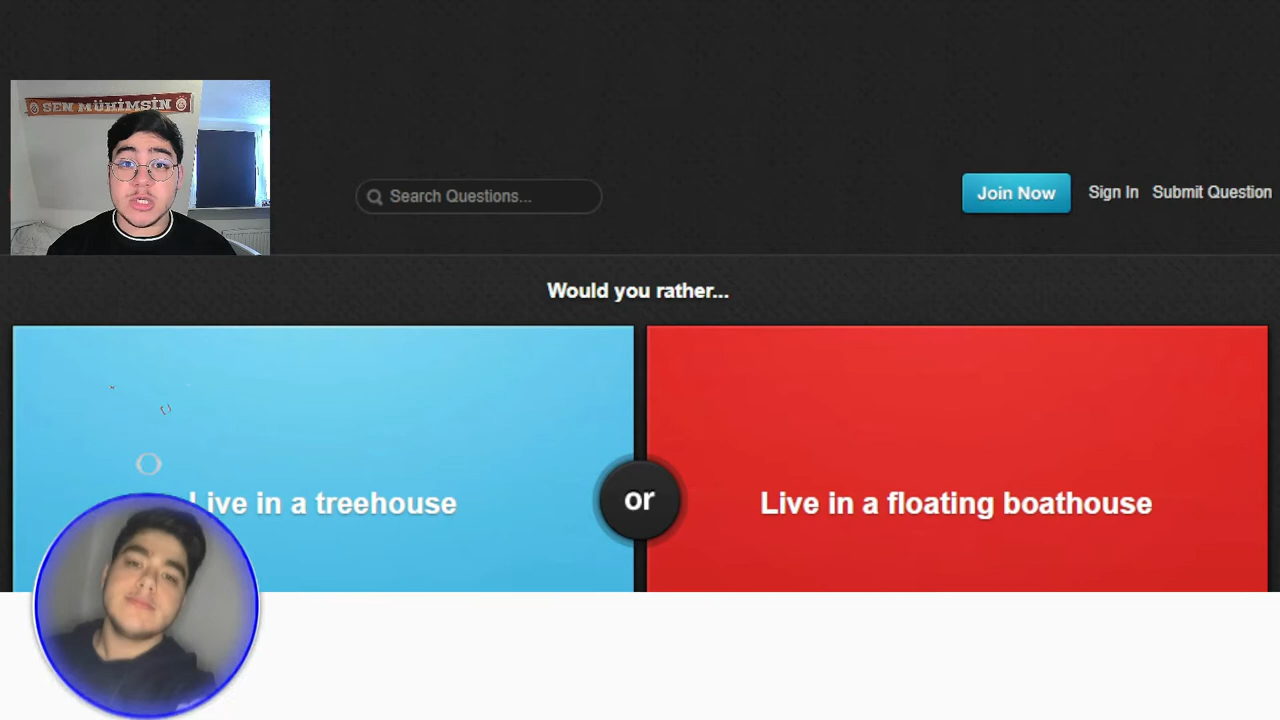 SEN MÜHİMSİN
Search Questions...
Join Now
Sign In
Submit Question
Would you rather...
Live in a treehouse
or
Live in a floating boathouse